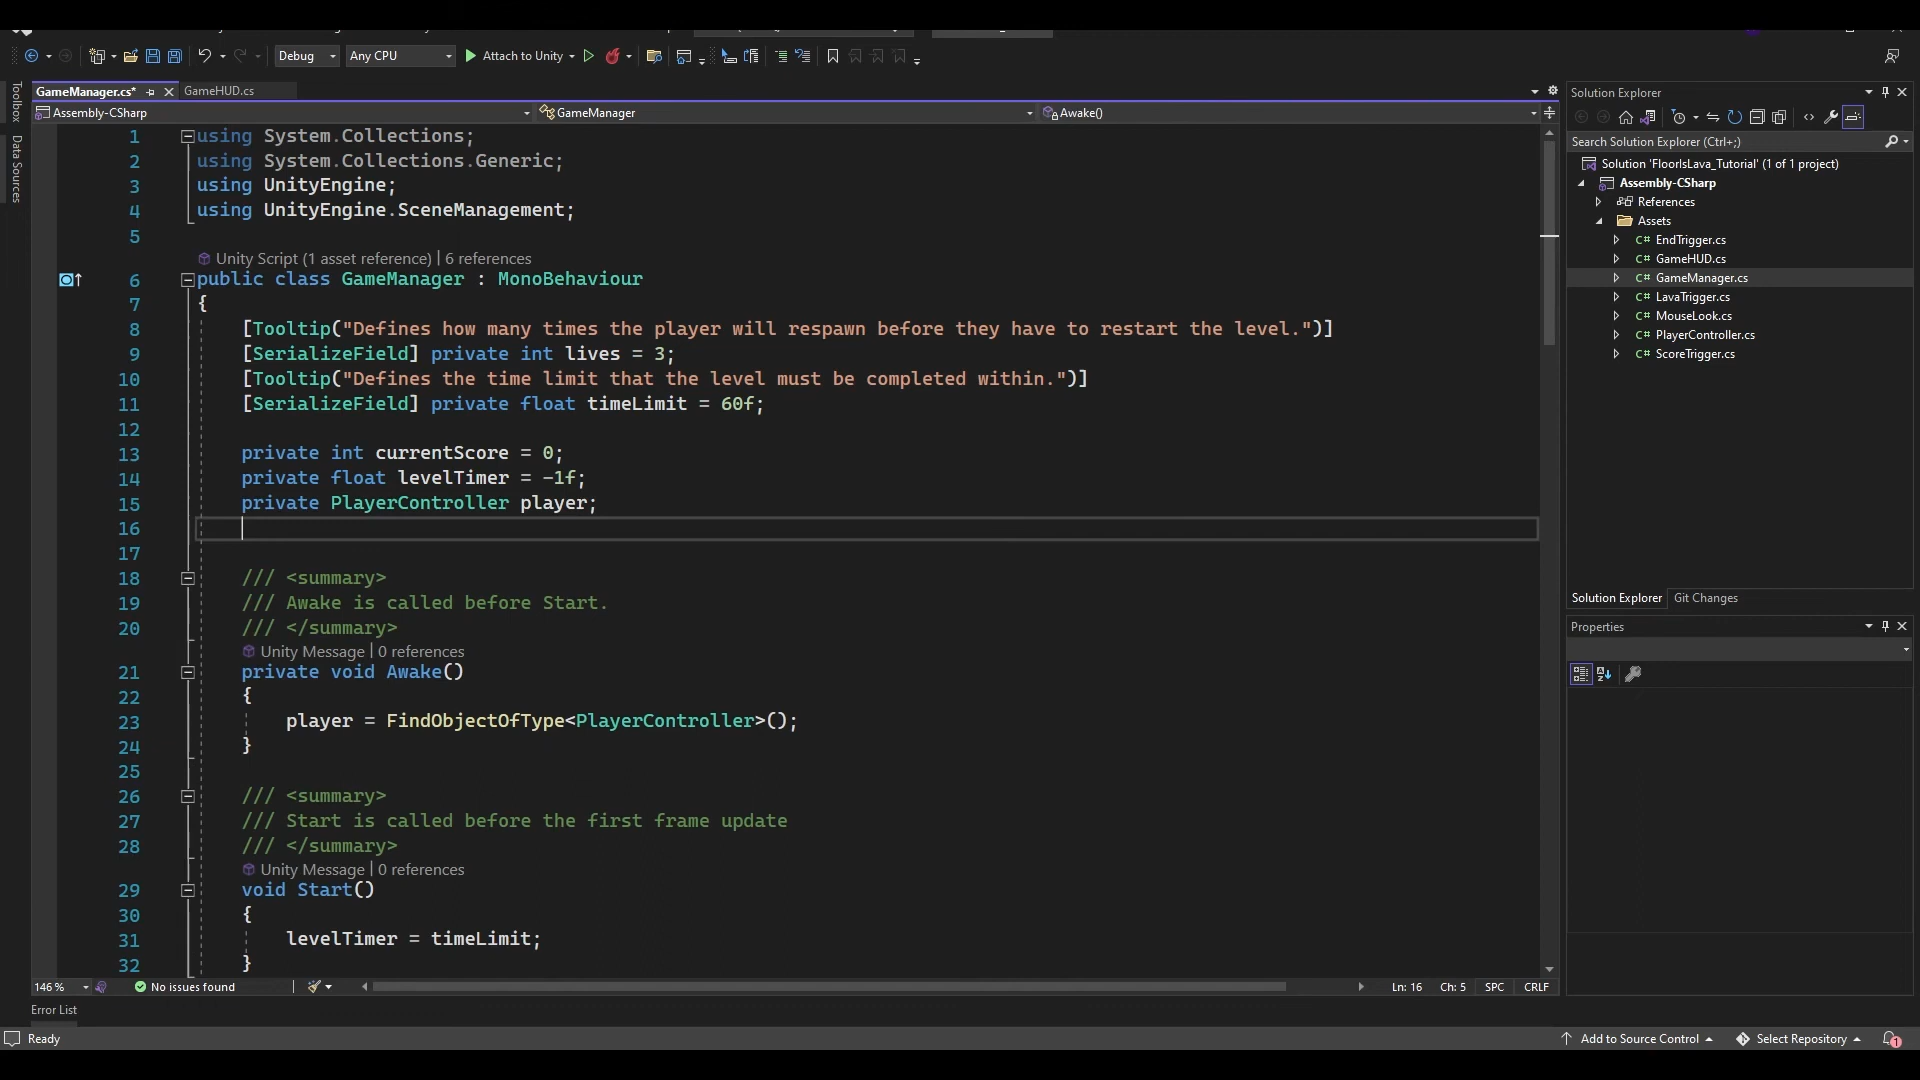 Debug
Any CPU
Attach to Unity
GameManager.cs*
GameHUD.cs
Assembly-CSharp
GameManager
Awake()
Toolbox
Data Sources
1 using System.Collections;
2 using System.Collections.Generic;
3 using UnityEngine;
4 using UnityEngine.SceneManagement;
5
Unity Script (1 asset reference) | 6 references
6 public class GameManager : MonoBehaviour
7 {
8 [Tooltip("Defines how many times the player will respawn before they have to restart the level.")]
9 [SerializeField] private int lives = 3;
10 [Tooltip("Defines the time limit that the level must be completed within.")]
11 [SerializeField] private float timeLimit = 60f;
12
13 private int currentScore = 0;
14 private float levelTimer = -1f;
15 private PlayerController player;
16
17
18 /// <summary>
19 /// Awake is called before Start.
20 /// </summary>
Unity Message | 0 references
21 private void Awake()
22 {
23 player = FindObjectOfType<PlayerController>();
24 }
25
26 /// <summary>
27 /// Start is called before the first frame update
28 /// </summary>
Unity Message | 0 references
29 void Start()
30 {
31 levelTimer = timeLimit;
32 }
146 %
No issues found
Ln: 16
Ch: 5
SPC
CRLF
Error List
Ready
Solution Explorer
Search Solution Explorer (Ctrl+;)
Solution 'FloorIsLava_Tutorial' (1 of 1 project)
Assembly-CSharp
References
Assets
C# EndTrigger.cs
C# GameHUD.cs
C# GameManager.cs
C# LavaTrigger.cs
C# MouseLook.cs
C# PlayerController.cs
C# ScoreTrigger.cs
Solution Explorer
Git Changes
Properties
Add to Source Control
Select Repository
1